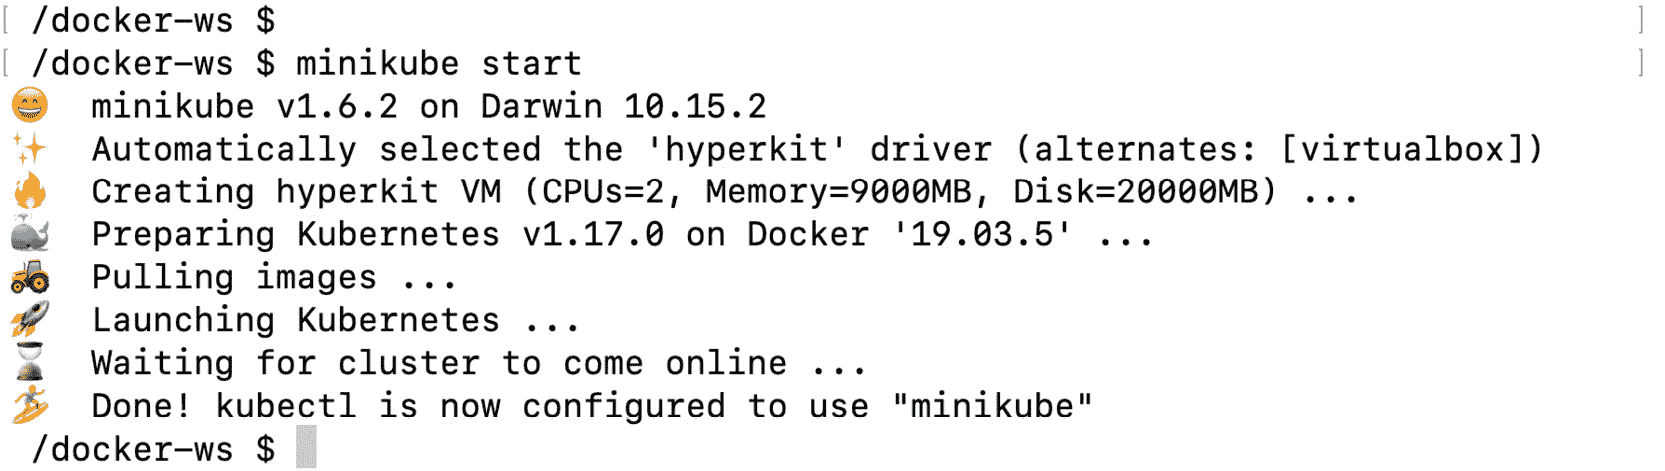 [ /docker-ws $ ]
[ /docker-ws $ minikube start ]
😄 minikube v1.6.2 on Darwin 10.15.2
✨ Automatically selected the 'hyperkit' driver (alternates: [virtualbox])
🔥 Creating hyperkit VM (CPUs=2, Memory=9000MB, Disk=20000MB) ...
🐳 Preparing Kubernetes v1.17.0 on Docker '19.03.5' ...
🚜 Pulling images ...
🚀 Launching Kubernetes ...
⌛ Waiting for cluster to come online ...
🏄 Done! kubectl is now configured to use "minikube"
/docker-ws $